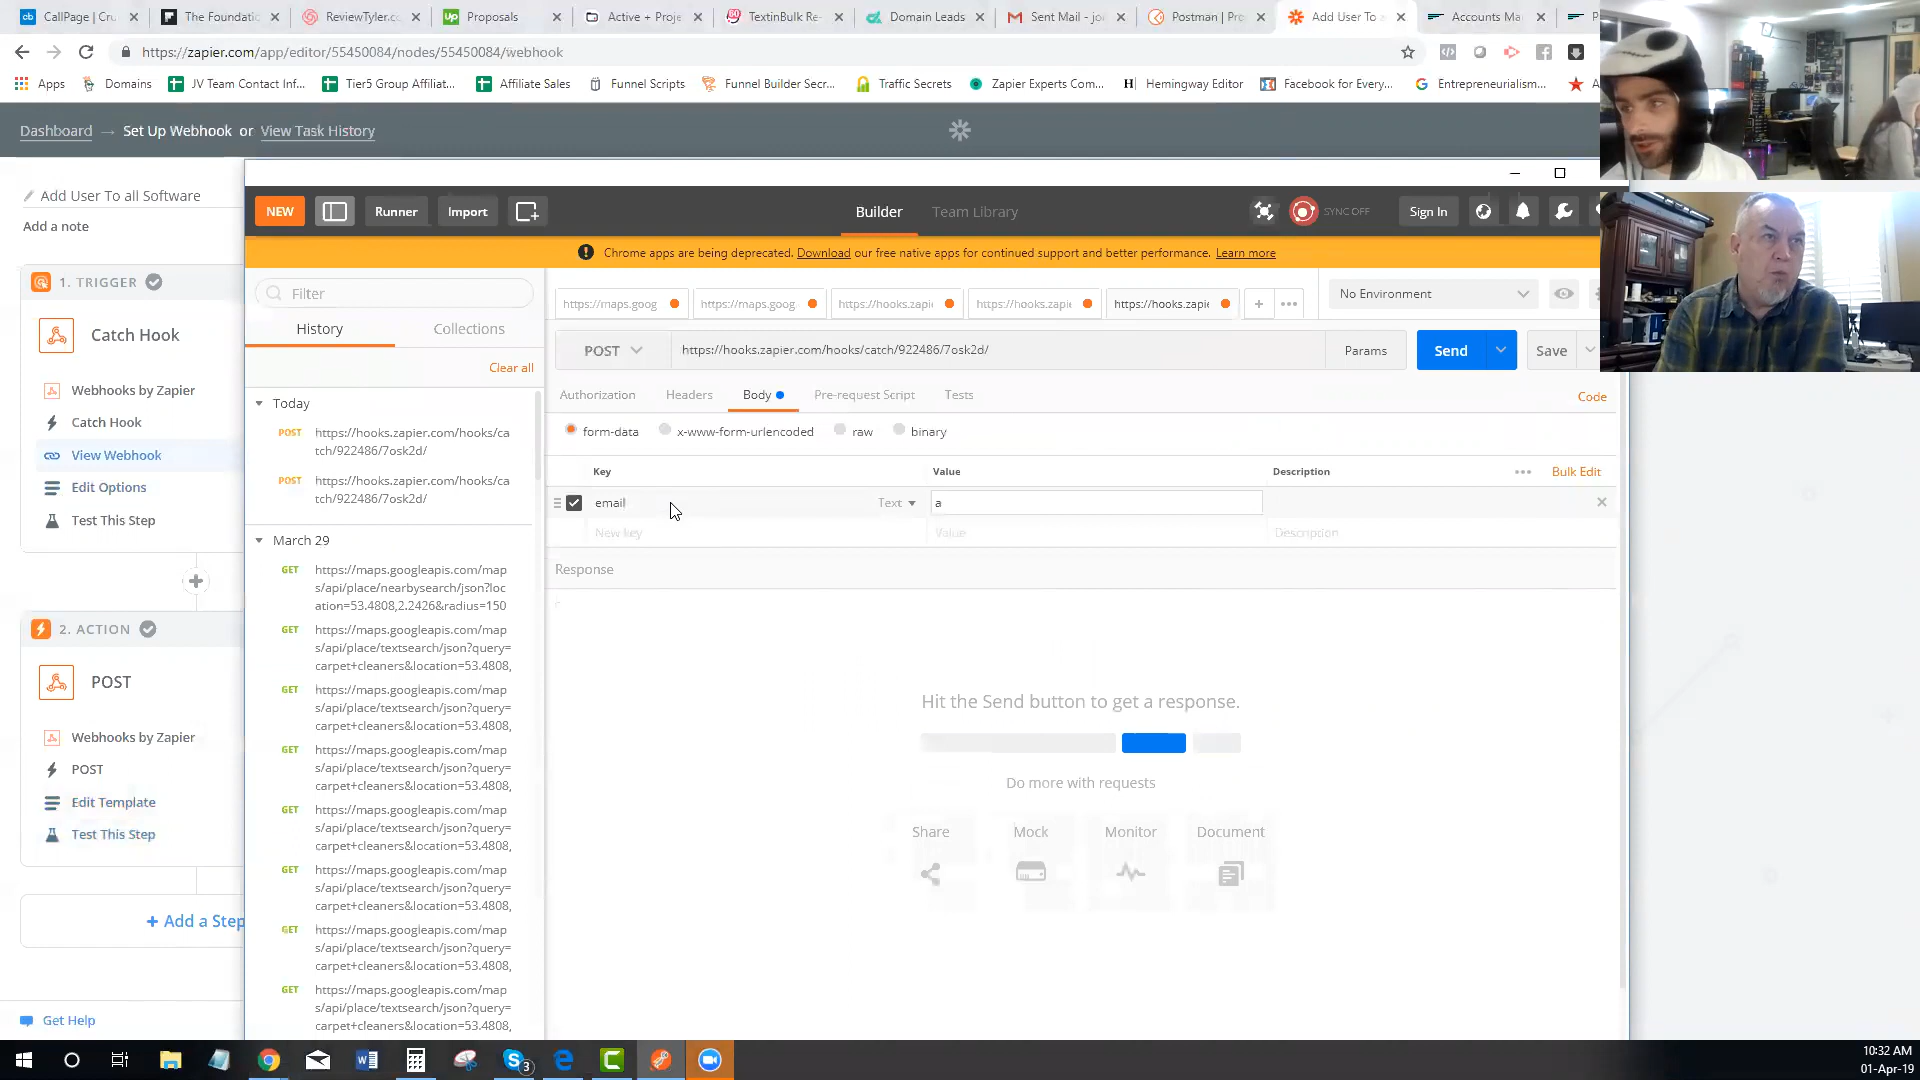 CallPage | Cru
The Foundatio
ReviewTyler.co
Proposals
Active + Proje
TextinBulk Re-
Domain Leads
Sent Mail - jo
Postman | Pro
Add User To a
Accounts Ma
https://zapier.com/app/editor/55450084/nodes/55450084/webhook
Apps
Domains
JV Team Contact Inf...
Tier5 Group Affiliat...
Affiliate Sales
Funnel Scripts
Funnel Builder Secr...
Traffic Secrets
Zapier Experts Com...
Hemingway Editor
Facebook for Every...
Entrepreneurialism...
Dashboard → Set Up Webhook or View Task History
Add User To all Software
Add a note
1. TRIGGER
Catch Hook
Webhooks by Zapier
Catch Hook
View Webhook
Edit Options
Test This Step
2. ACTION
POST
Webhooks by Zapier
POST
Edit Template
Test This Step
+ Add a Step
Get Help
NEW
Runner
Import
Builder
Team Library
SYNC OFF
Sign In
Chrome apps are being deprecated. Download our free native apps for continued support and better performance. Learn more
Filter
History
Collections
Clear all
Today
POST https://hooks.zapier.com/hooks/ca
tch/922486/7osk2d/
POST https://hooks.zapier.com/hooks/ca
tch/922486/7osk2d/
March 29
GET https://maps.googleapis.com/map
s/api/place/nearbysearch/json?loc
ation=53.4808,2.2426&radius=150
GET https://maps.googleapis.com/map
s/api/place/textsearch/json?query=
carpet+cleaners&location=53.4808,
GET https://maps.googleapis.com/map
s/api/place/textsearch/json?query=
carpet+cleaners&location=53.4808,
GET https://maps.googleapis.com/map
s/api/place/textsearch/json?query=
carpet+cleaners&location=53.4808,
GET https://maps.googleapis.com/map
s/api/place/textsearch/json?query=
carpet+cleaners&location=53.4808,
GET https://maps.googleapis.com/map
s/api/place/textsearch/json?query=
carpet+cleaners&location=53.4808,
GET https://maps.googleapis.com/map
s/api/place/textsearch/json?query=
carpet+cleaners&location=53.4808,
GET https://maps.googleapis.com/map
s/api/place/textsearch/json?query=
carpet+cleaners&location=53.4808,
https://maps.goog
https://maps.goog
https://hooks.zapie
https://hooks.zapie
https://hooks.zapie
No Environment
POST
https://hooks.zapier.com/hooks/catch/922486/7osk2d/
Params
Send
Save
Authorization
Headers
Body
Pre-request Script
Tests
Code
form-data
x-www-form-urlencoded
raw
binary
Key
Value
Description
Bulk Edit
email
Text
a
New key
Value
Description
Response
Hit the Send button to get a response.
Do more with requests
Share
Mock
Monitor
Document
3
10:32 AM
01-Apr-19